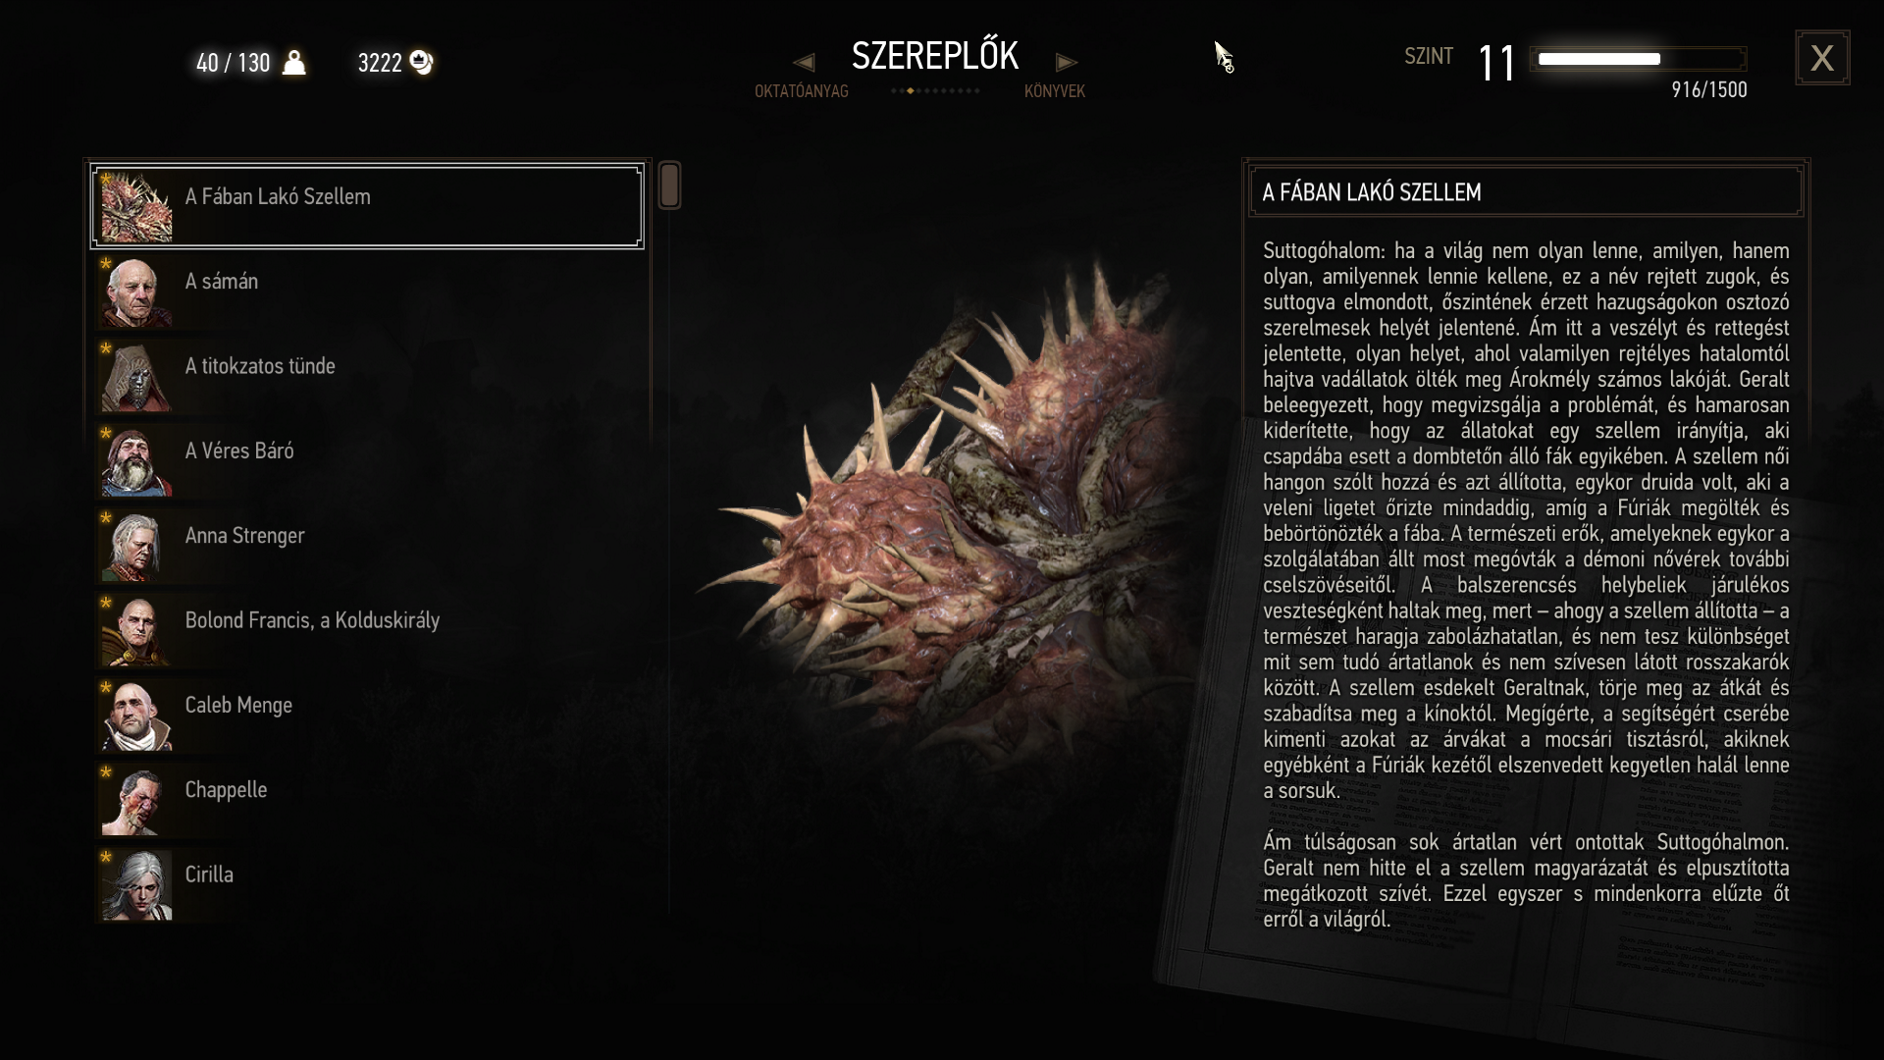 40 / 130
3222
SZEREPLŐK
OKTATÓANYAG
KÖNYVEK
SZINT 11
916/1500
X
A Fában Lakó Szellem
A sámán
A titokzatos tünde
A Véres Báró
Anna Strenger
Bolond Francis, a Kolduskirály
Caleb Menge
Chappelle
Cirilla
A FÁBAN LAKÓ SZELLEM
Suttogóhalom: ha a világ nem olyan lenne, amilyen, hanem
olyan, amilyennek lennie kellene, ez a név rejtett zugok, és
suttogva elmondott, őszintének érzett hazugságokon osztozó
szerelmesek helyét jelentené. Ám itt a veszélyt és rettegést
jelentette, olyan helyet, ahol valamilyen rejtélyes hatalomtól
hajtva vadállatok ölték meg Árokmély számos lakóját. Geralt
beleegyezett, hogy megvizsgálja a problémát, és hamarosan
kiderítette, hogy az állatokat egy szellem irányítja, aki
csapdába esett a dombtetőn álló fák egyikében. A szellem női
hangon szólt hozzá és azt állította, egykor druida volt, aki a
veleni ligetet őrizte mindaddig, amíg a Fúriák megölték és
bebörtönözték a fába. A természeti erők, amelyeknek egykor a
szolgálatában állt most megóvták a démoni nővérek további
cselszövéseitől. A balszerencsés helybeliek járulékos
veszteségként haltak meg, mert – ahogy a szellem állította – a
természet haragja zabolázhatatlan, és nem tesz különbséget
mit sem tudó ártatlanok és nem szívesen látott rosszakarók
között. A szellem esdekelt Geraltnak, törje meg az átkát és
szabadítsa meg a kínoktól. Megígérte, a segítségért cserébe
kimenti azokat az árvákat a mocsári tisztásról, akiknek
egyébként a Fúriák kezétől elszenvedett kegyetlen halál lenne
a sorsuk.
Ám túlságosan sok ártatlan vért ontottak Suttogóhalmon.
Geralt nem hitte el a szellem magyarázatát és elpusztította
megátkozott szívét. Ezzel egyszer s mindenkorra elűzte őt
erről a világról.